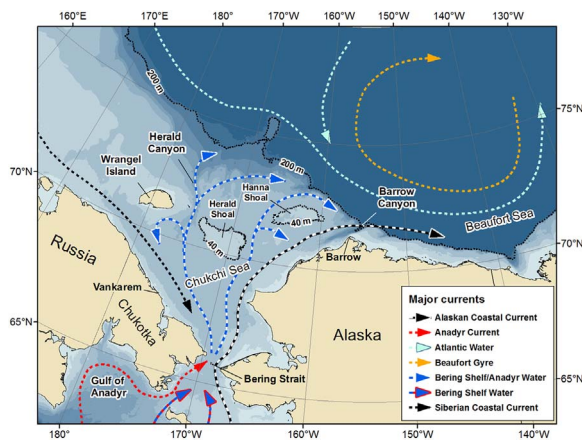 170°E
180°
170°W
160°W
150°W
140°W
130°W
200 m
75°N
Herald
Canyon
Wrangel
Island
70°N
200 m
Hanna
Shoal
40 m
Herald
Shoal
40 m
Barrow
Canyon
Beaufort Sea
70°N
Russia
Chukchi Sea
Barrow
Vankarem
Chukotka
65°N
Alaska
Gulf of
Anadyr
Bering Strait
Major currents
Alaskan Coastal Current
Anadyr Current
Atlantic Water
Beaufort Gyre
Bering Shelf/Anadyr Water
Bering Shelf Water
Siberian Coastal Current
65°N
180°
170°W
160°W
150°W
140°W